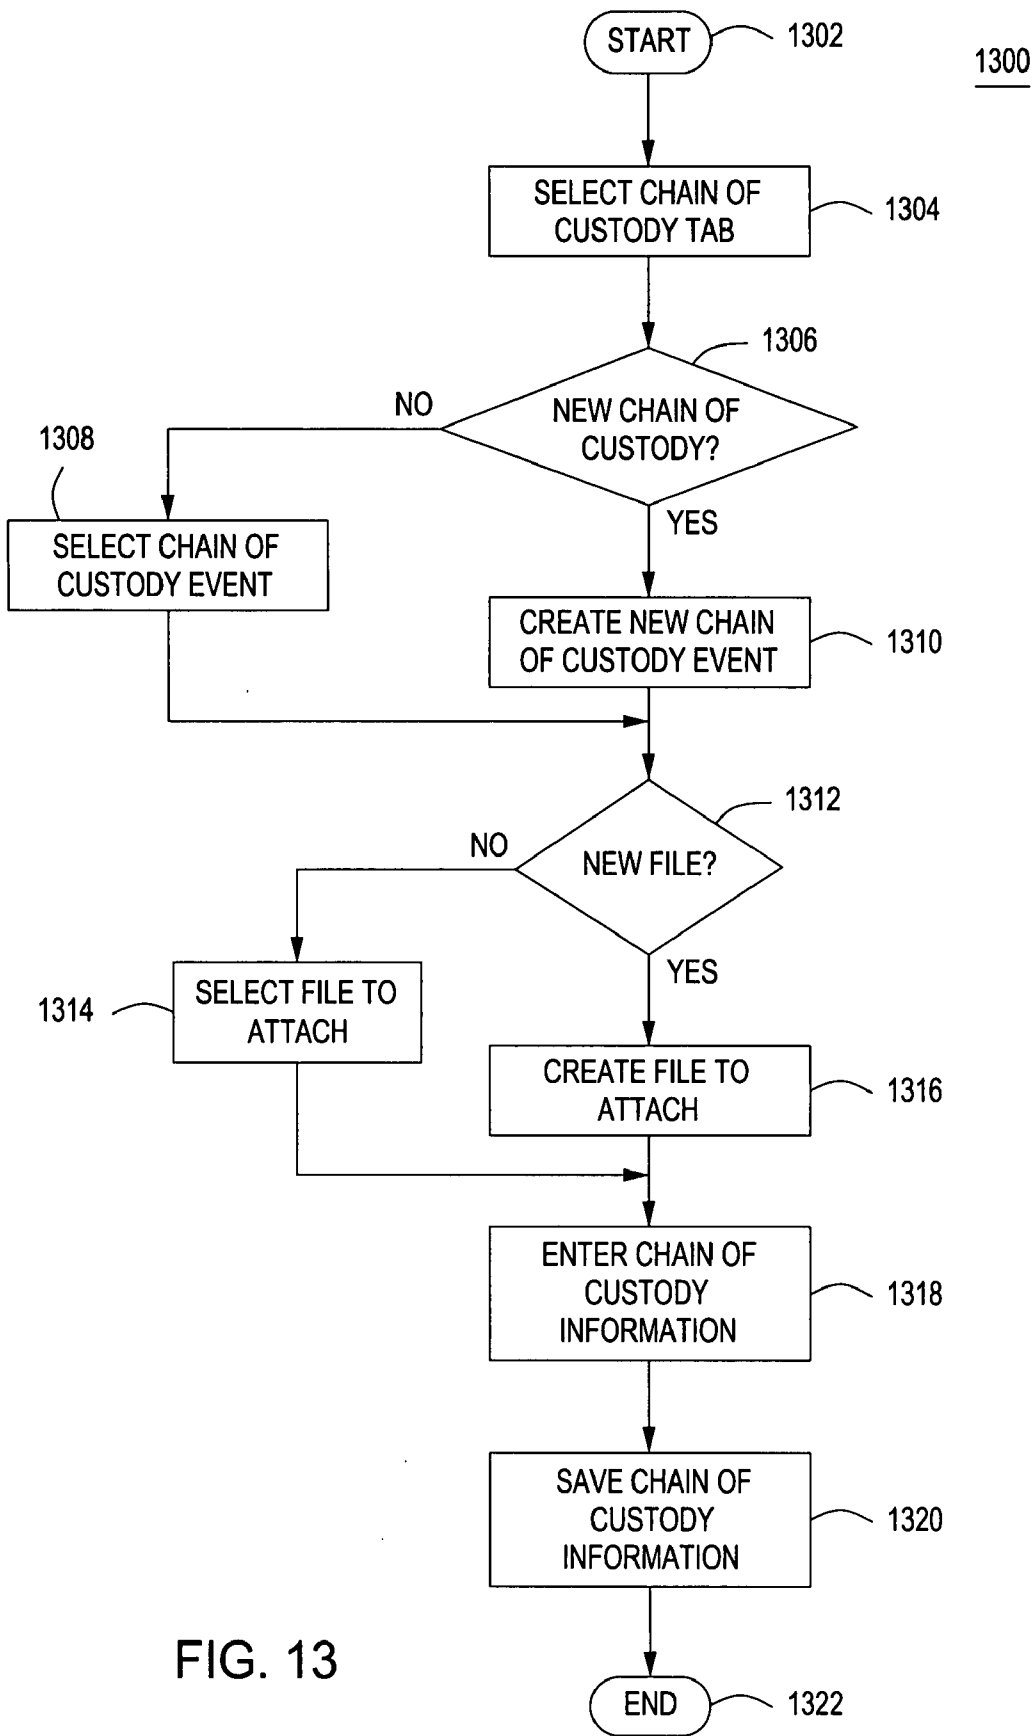 START
1302
1300
SELECT CHAIN OF
CUSTODY TAB
1304
1306
NEW CHAIN OF
CUSTODY?
NO
1308
YES
SELECT CHAIN OF
CUSTODY EVENT
CREATE NEW CHAIN
OF CUSTODY EVENT
1310
1312
NEW FILE?
NO
YES
SELECT FILE TO
ATTACH
1314
CREATE FILE TO
ATTACH
1316
ENTER CHAIN OF
CUSTODY
INFORMATION
1318
SAVE CHAIN OF
CUSTODY
INFORMATION
1320
FIG. 13
END
1322